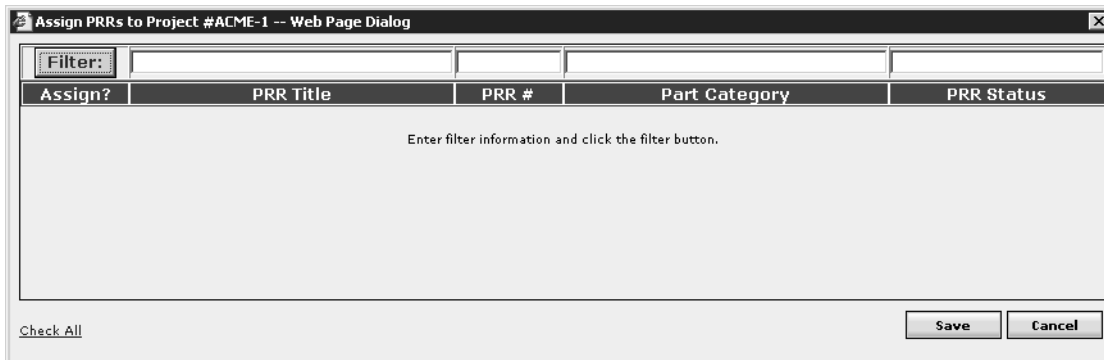 Assign PRRs to Project #ACME-1 -- Web Page Dialog
Filter:
Assign? PRR Title PRR # Part Category PRR Status
Enter filter information and click the filter button.
Check All Save Cancel